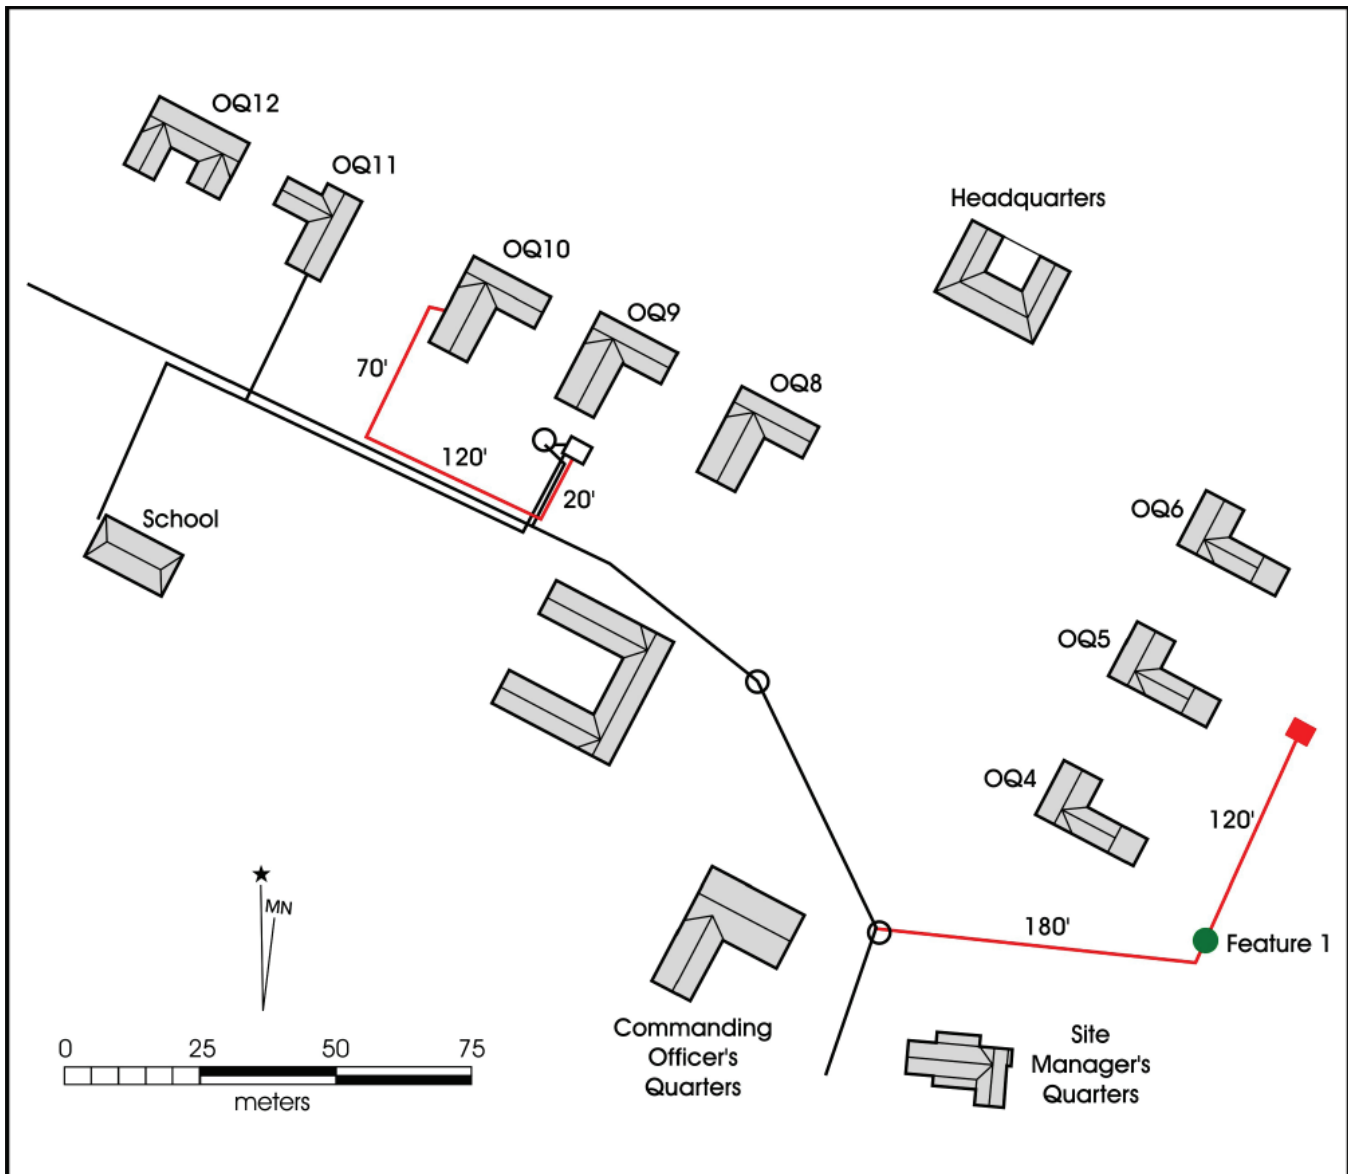 OQ12
OQ11
Headquarters
OQ10
OQ9
70'
OQ8
120'
20'
OQ6
School
OQ5
OQ4
120'
MN
180'
Feature 1
Commanding
Officer's
Quarters
Site
Manager's
Quarters
0 25 50 75
meters